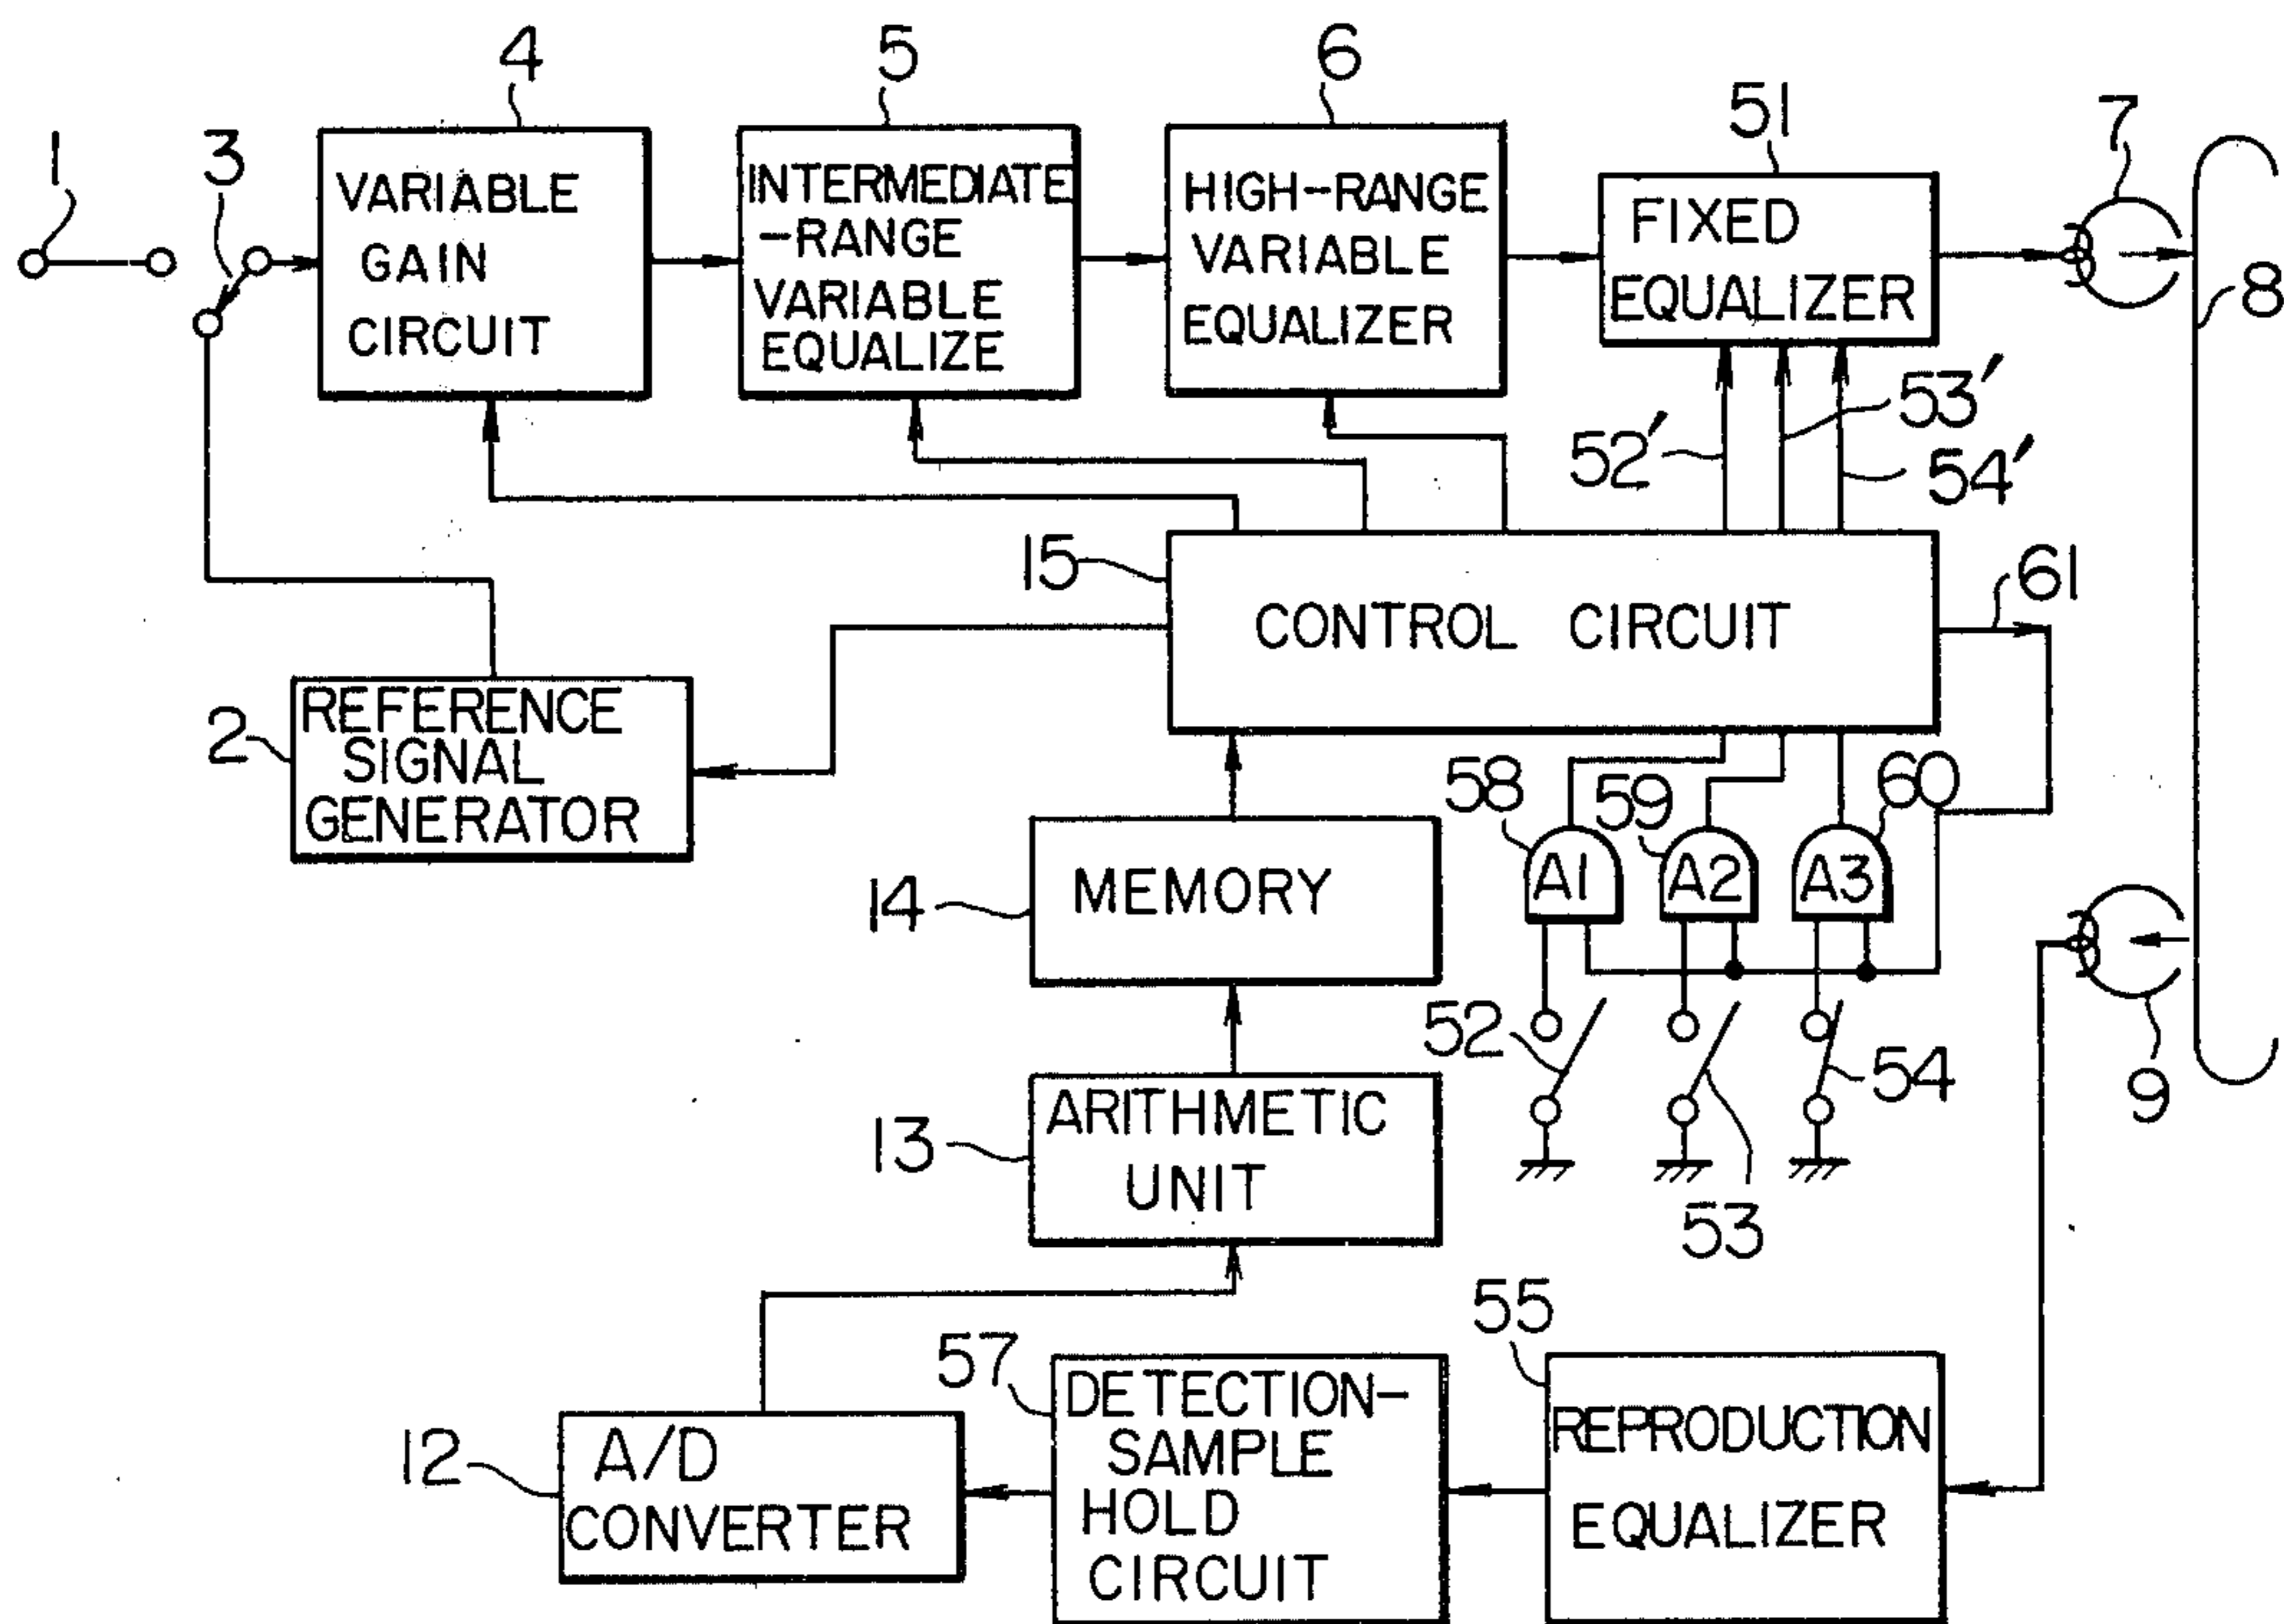 4
5
6
51
7
1
3
VARIABLE
GAIN
CIRCUIT
INTERMEDIATE
-RANGE
VARIABLE
EQUALIZE
HIGH-RANGE
VARIABLE
EQUALIZER
FIXED
EQUALIZER
8
52'
53'
54'
15
CONTROL CIRCUIT
61
2
REFERENCE
SIGNAL
GENERATOR
58
59
60
A1
A2
A3
14
MEMORY
52
53
54
9
13
ARITHMETIC
UNIT
55
57
12
A/D
CONVERTER
DETECTION-
SAMPLE
HOLD
CIRCUIT
REPRODUCTION
EQUALIZER